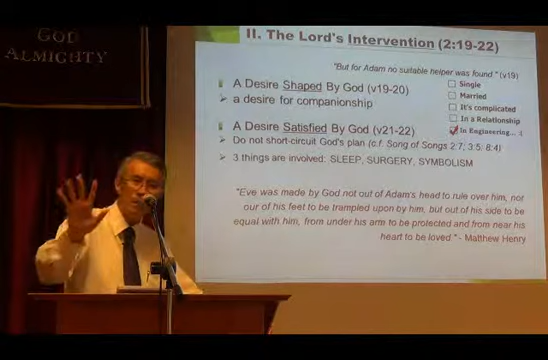 GOD
ALMIGHTY
II. The Lord's Intervention (2:19-22)
"But for Adam no suitable helper was found" (v19)
A Desire Shaped By God (v19-20)
a desire for companionship
Single
Married
It's complicated
In a Relationship
In Engineering... :(
A Desire Satisfied By God (v21-22)
Do not short-circuit God's plan (c.f. Song of Songs 2:7; 3:5; 8:4)
3 things are involved: SLEEP, SURGERY, SYMBOLISM
"Eve was made by God not out of Adam's head to rule over him, nor
our of his feet to be trampled upon by him, but out of his side to be
equal with him, from under his arm to be protected and from near his
heart to be loved " - Matthew Henry